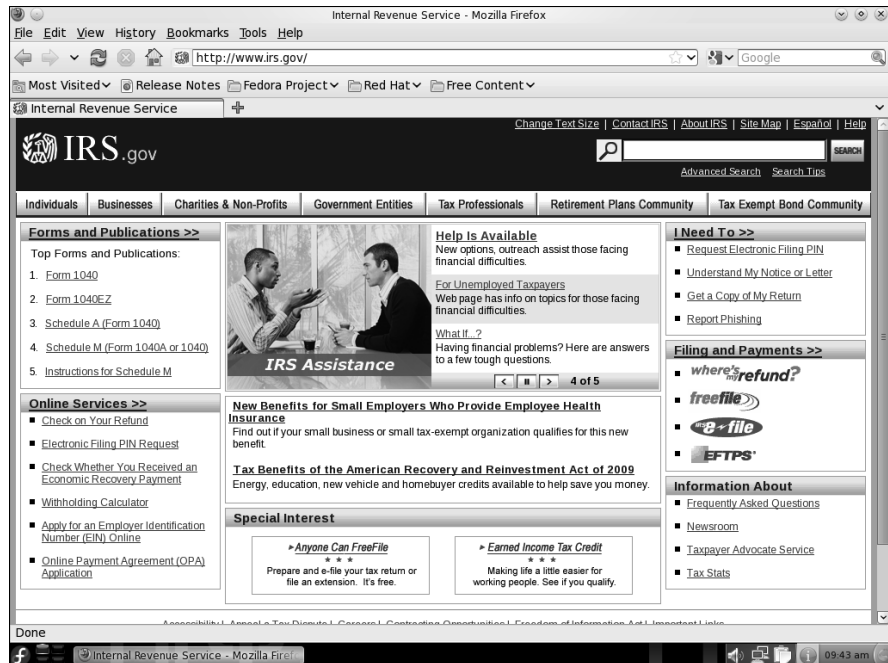 Internal Revenue Service - Mozilla Firefox
File Edit View History Bookmarks Tools Help
http://www.irs.gov/
Google
Most Visited Release Notes Fedora Project Red Hat Free Content
Internal Revenue Service
Change Text Size | Contact IRS | About IRS | Site Map | Español | Help
IRS.gov
SEARCH
Advanced Search Search Tips
Individuals Businesses Charities & Non-Profits Government Entities Tax Professionals Retirement Plans Community Tax Exempt Bond Community
Forms and Publications >>
Top Forms and Publications:
1. Form 1040
2. Form 1040EZ
3. Schedule A (Form 1040)
4. Schedule M (Form 1040A or 1040)
5. Instructions for Schedule M
Online Services >>
Check on Your Refund
Electronic Filing PIN Request
Check Whether You Received an
Economic Recovery Payment
Withholding Calculator
Apply for an Employer Identification
Number (EIN) Online
Online Payment Agreement (OPA)
Application
IRS Assistance
Help Is Available
New options, outreach assist those facing
financial difficulties.
For Unemployed Taxpayers
Web page has info on topics for those facing
financial difficulties.
What If...?
Having financial problems? Here are answers
to a few tough questions.
< > 4 of 5
New Benefits for Small Employers Who Provide Employee Health
Insurance
Find out if your small business or small tax-exempt organization qualifies for this new
benefit.
Tax Benefits of the American Recovery and Reinvestment Act of 2009
Energy, education, new vehicle and homebuyer credits available to help save you money.
Special Interest
Anyone Can FreeFile
* * *
Prepare and e-file your tax return or
file an extension. It's free.
Earned Income Tax Credit
* * *
Making life a little easier for
working people. See if you qualify.
I Need To >>
Request Electronic Filing PIN
Understand My Notice or Letter
Get a Copy of My Return
Report Phishing
Filing and Payments >>
where's my refund?
freefile
IRS e-file
EFTPS
Information About
Frequently Asked Questions
Newsroom
Taxpayer Advocate Service
Tax Stats
Accessibility | Appeal a Tax Dispute | Careers | Contracting Opportunities | Freedom of Information Act | Important Links
Done
Internal Revenue Service - Mozilla Firef
09:43 am